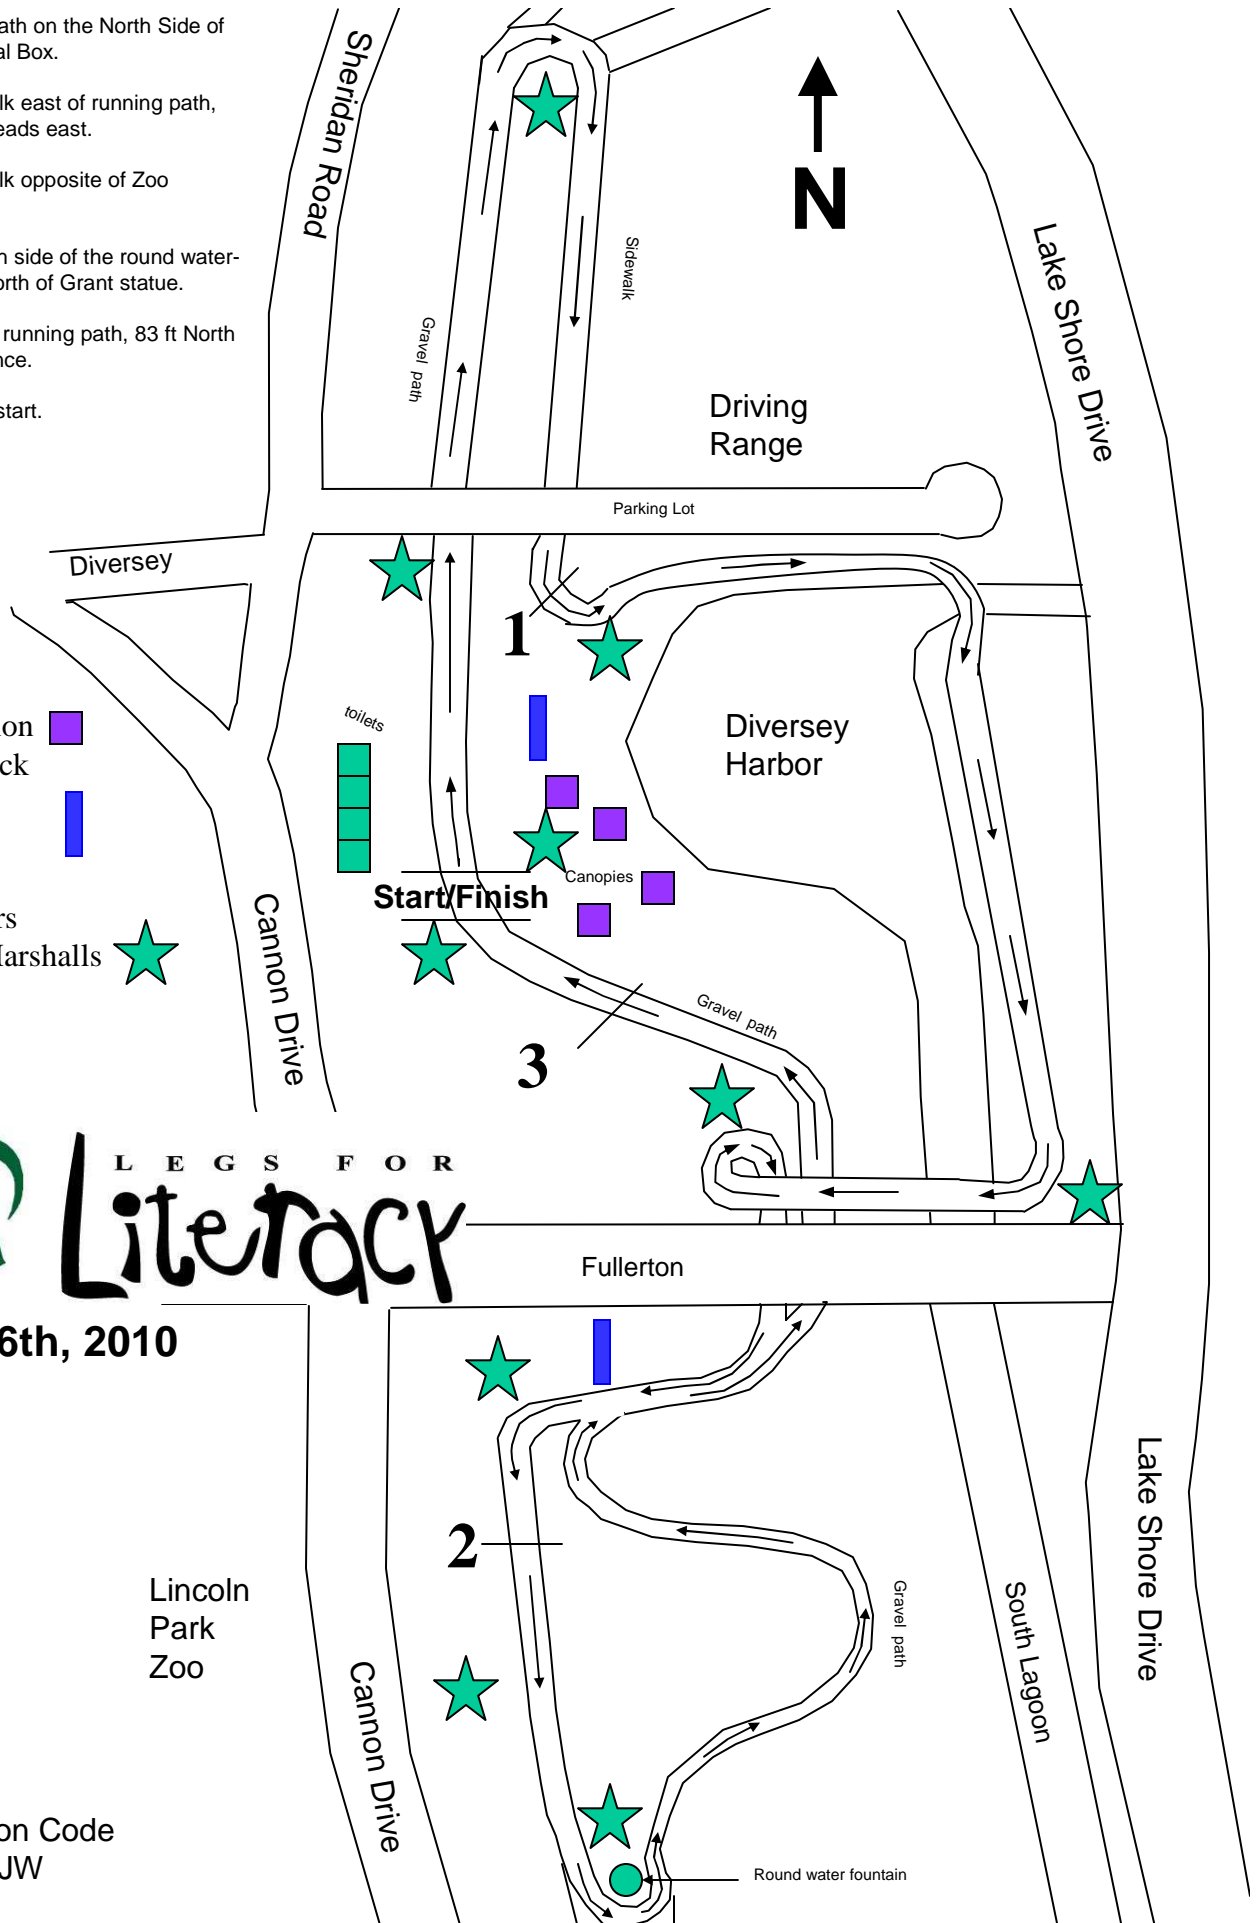 ath on the North Side of
al Box.
lk east of running path,
eads east.
lk opposite of Zoo
n side of the round water-
orth of Grant statue.
running path, 83 ft North
nce.
start.
Sheridan Road
N
Lake Shore Drive
Sidewalk
Gravel path
Driving
Range
Parking Lot
Diversey
1
toilets
ion
ck
Diversey
Harbor
Canopies
Start/Finish
rs
Marshalls
Cannon Drive
Gravel path
3
LEGS FOR
Literacy
Fullerton
6th, 2010
Lake Shore Drive
2
Lincoln
Park
Zoo
Gravel path
South Lagoon
Cannon Drive
on Code
JW
Round water fountain